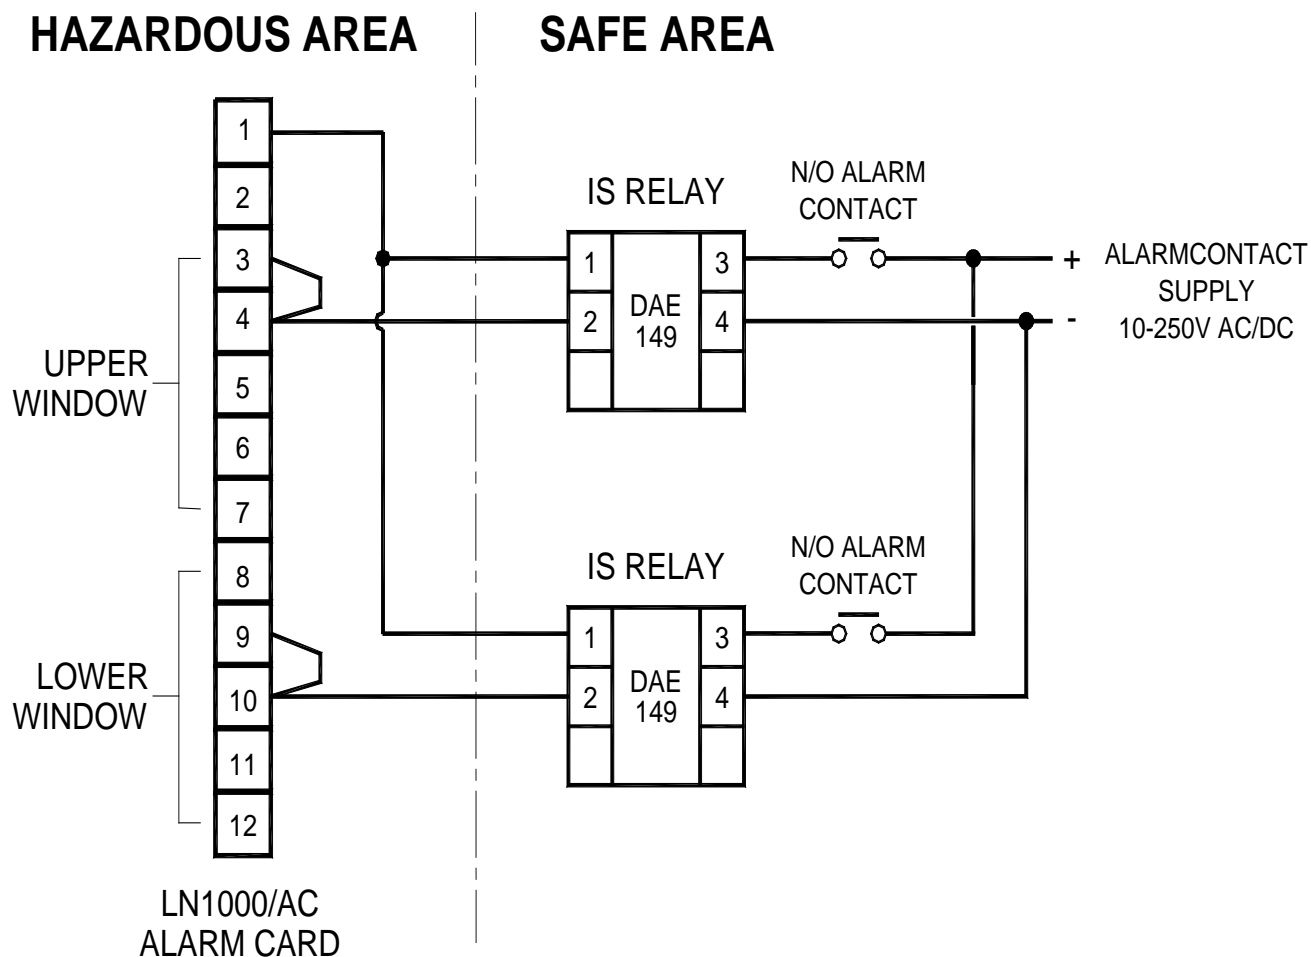 HAZARDOUS AREA
SAFE AREA
1
2
3
4
5
6
7
8
9
10
11
12
UPPER
WINDOW
LOWER
WINDOW
LN1000/AC
ALARM CARD
IS RELAY
1
2
DAE
149
3
4
N/O ALARM
CONTACT
+
-
ALARMCONTACT
SUPPLY
10-250V AC/DC
IS RELAY
1
2
DAE
149
3
4
N/O ALARM
CONTACT